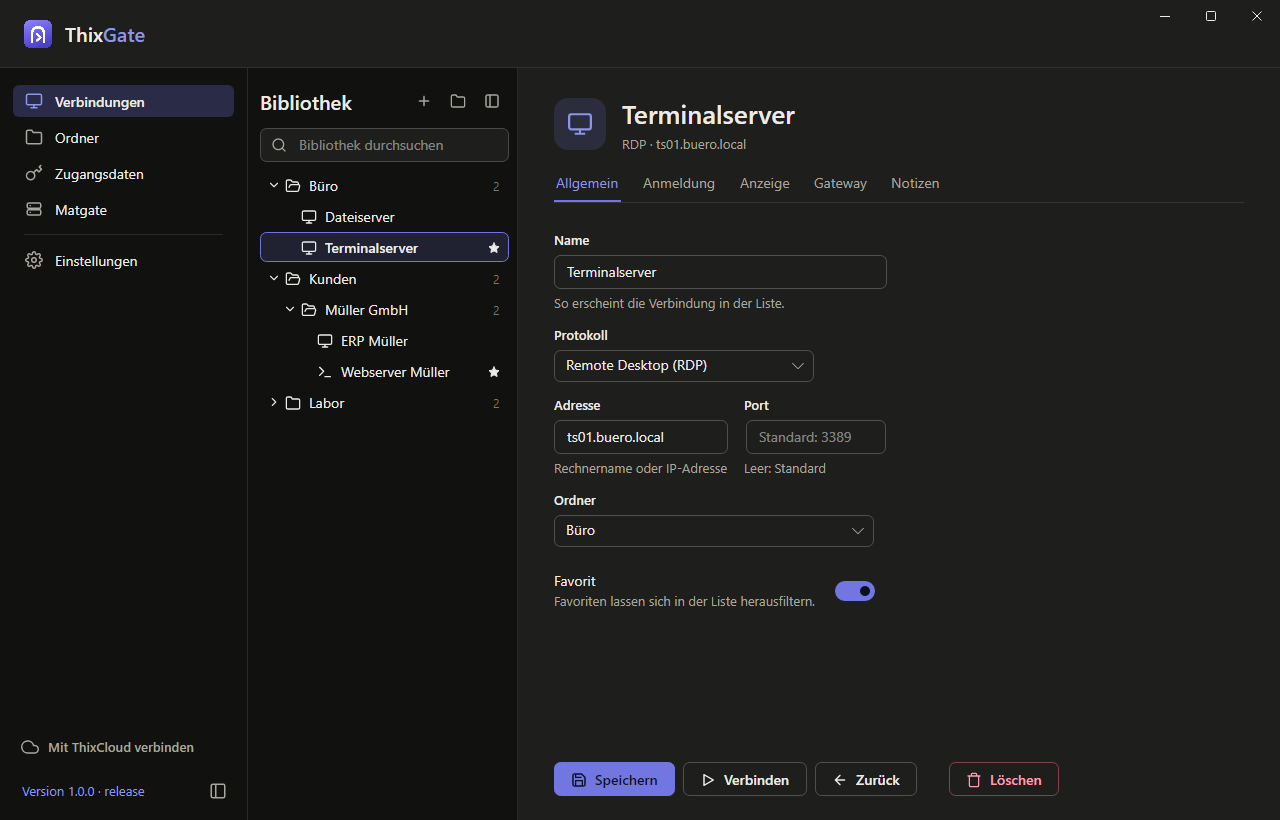 ThixGate
Verbindungen
Ordner
Zugangsdaten
Matgate
Einstellungen
Mit ThixCloud verbinden
Version 1.0.0 · release
Bibliothek
Bibliothek durchsuchen
Büro 2
Dateiserver
Terminalserver
Kunden 2
Müller GmbH 2
ERP Müller
Webserver Müller
Labor 2
Terminalserver
RDP · ts01.buero.local
Allgemein Anmeldung Anzeige Gateway Notizen
Name
Terminalserver
So erscheint die Verbindung in der Liste.
Protokoll
Remote Desktop (RDP)
Adresse Port
ts01.buero.local Standard: 3389
Rechnername oder IP-Adresse Leer: Standard
Ordner
Büro
Favorit
Favoriten lassen sich in der Liste herausfiltern.
Speichern Verbinden Zurück Löschen